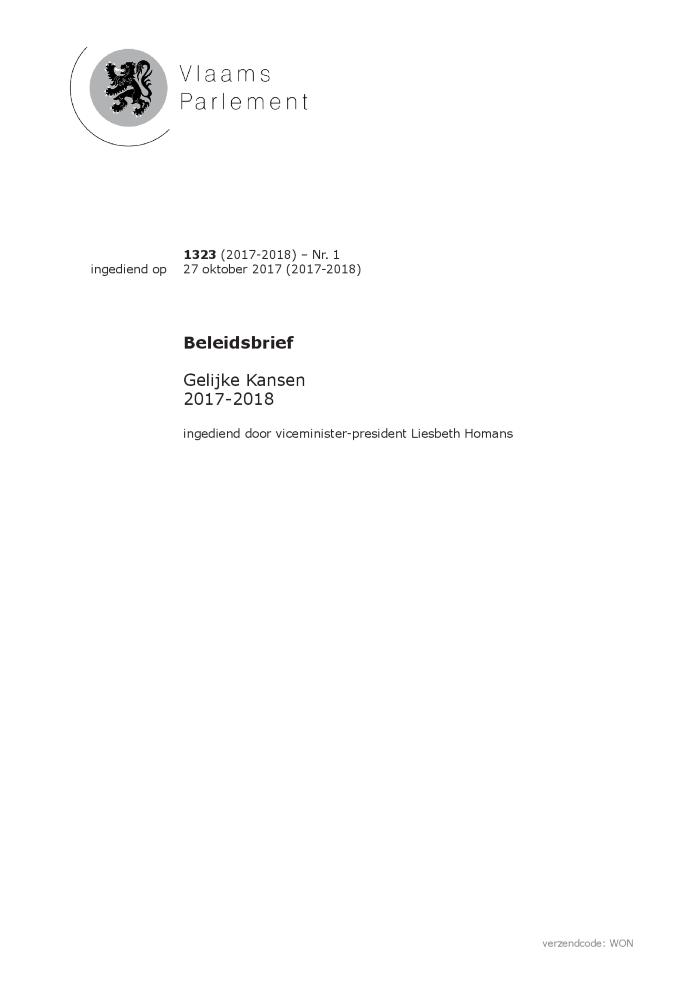 Vlaams
Parlement
1323 (2017-2018) – Nr. 1
ingediend op 27 oktober 2017 (2017-2018)
Beleidsbrief
Gelijke Kansen
2017-2018
ingediend door viceminister-president Liesbeth Homans
verzendcode: WON